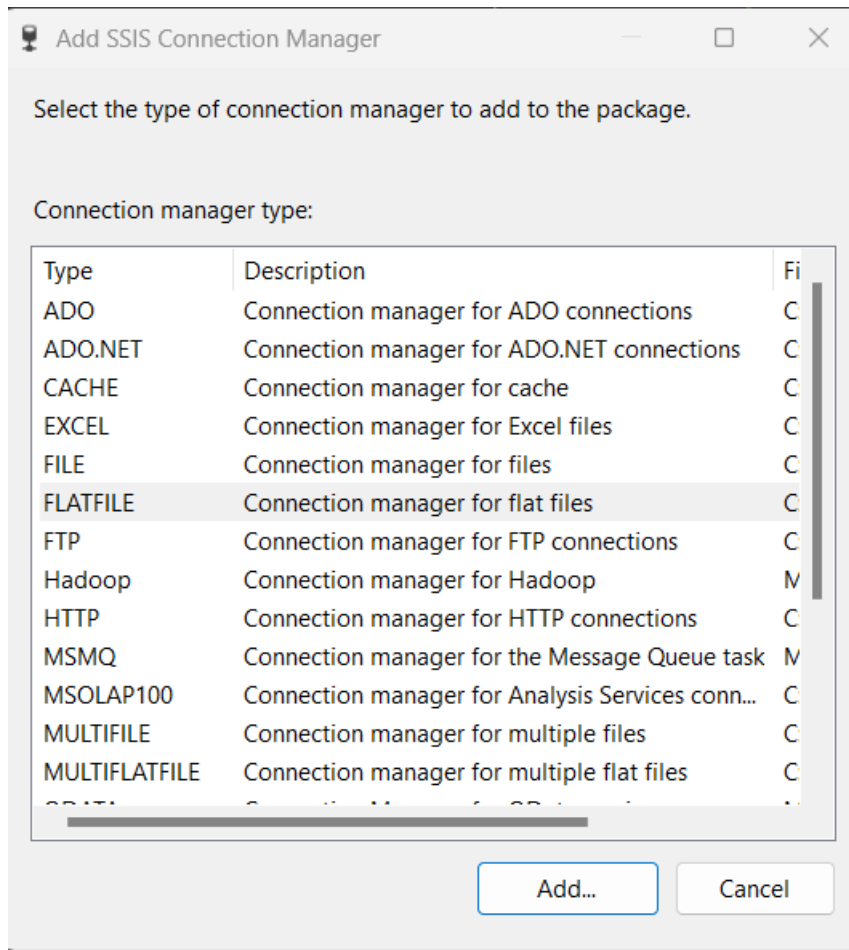 Add SSIS Connection Manager
Select the type of connection manager to add to the package.
Connection manager type:
Type Description Fi
ADO Connection manager for ADO connections C:
ADO.NET Connection manager for ADO.NET connections C:
CACHE Connection manager for cache C:
EXCEL Connection manager for Excel files C:
FILE Connection manager for files C:
FLATFILE Connection manager for flat files C:
FTP Connection manager for FTP connections C:
Hadoop Connection manager for Hadoop M
HTTP Connection manager for HTTP connections C:
MSMQ Connection manager for the Message Queue task M
MSOLAP100 Connection manager for Analysis Services conn... C:
MULTIFILE Connection manager for multiple files C:
MULTIFLATFILE Connection manager for multiple flat files C:
Add... Cancel